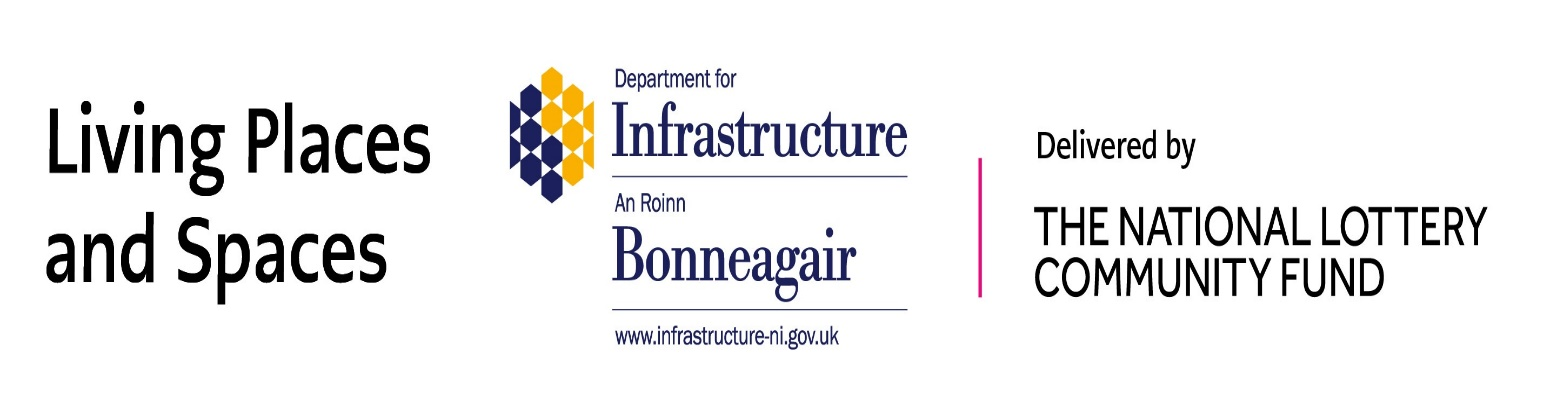 Living Places
and Spaces
Department for
Infrastructure
An Roinn
Bonneagair
www.infrastructure-ni.gov.uk
Delivered by
THE NATIONAL LOTTERY
COMMUNITY FUND